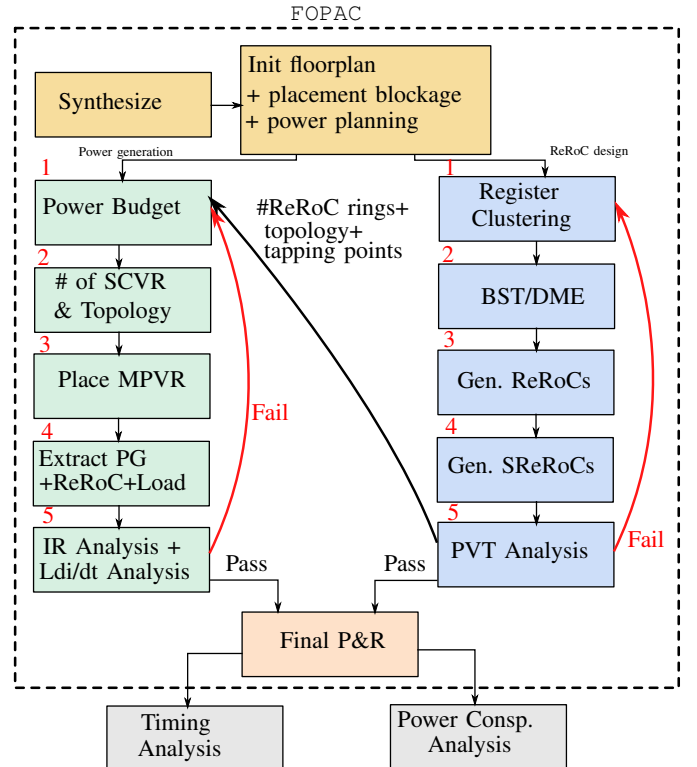 FOPAC
Synthesize
Init floorplan
+ placement blockage
+ power planning
Power generation
ReRoC design
1
Power Budget
2
# of SCVR
& Topology
3
Place MPVR
4
Extract PG
+ReRoC+Load
5
IR Analysis +
Ldi/dt Analysis
Fail
Pass
#ReRoC rings+
topology+
tapping points
1
Register
Clustering
2
BST/DME
3
Gen. ReRoCs
4
Gen. SReRoCs
5
PVT Analysis
Fail
Pass
Final P&R
Timing
Analysis
Power Consp.
Analysis